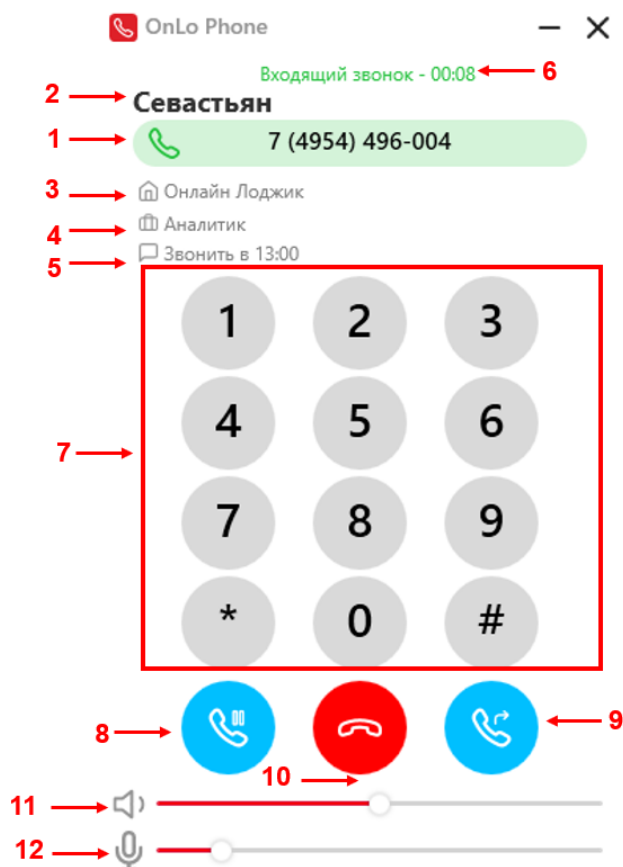 OnLo Phone
Входящий звонок - 00:08 6
2 Севастьян
1 7 (4954) 496-004
3 Онлайн Лоджик
4 Аналитик
5 Звонить в 13:00
1 2 3
4 5 6
7
7 8 9
* 0 #
8 9
10
11
12